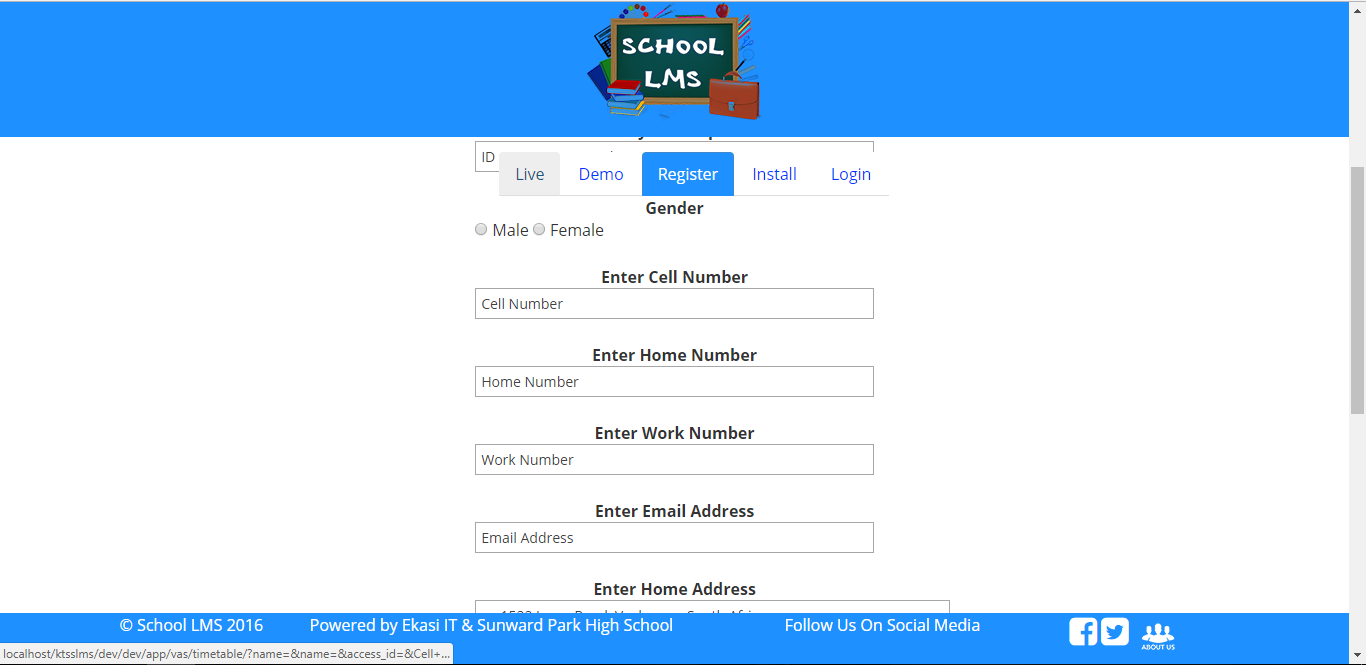 SCHOOL
LMS
ID
Live Demo Register Install Login
Gender
Male Female
Enter Cell Number
Cell Number
Enter Home Number
Home Number
Enter Work Number
Work Number
Enter Email Address
Email Address
Enter Home Address
© School LMS 2016 Powered by Ekasi IT & Sunward Park High School Follow Us On Social Media
ABOUT US
localhost/ktsslms/dev/dev/app/vas/timetable/?name=&name=&access_id=&Cell+...